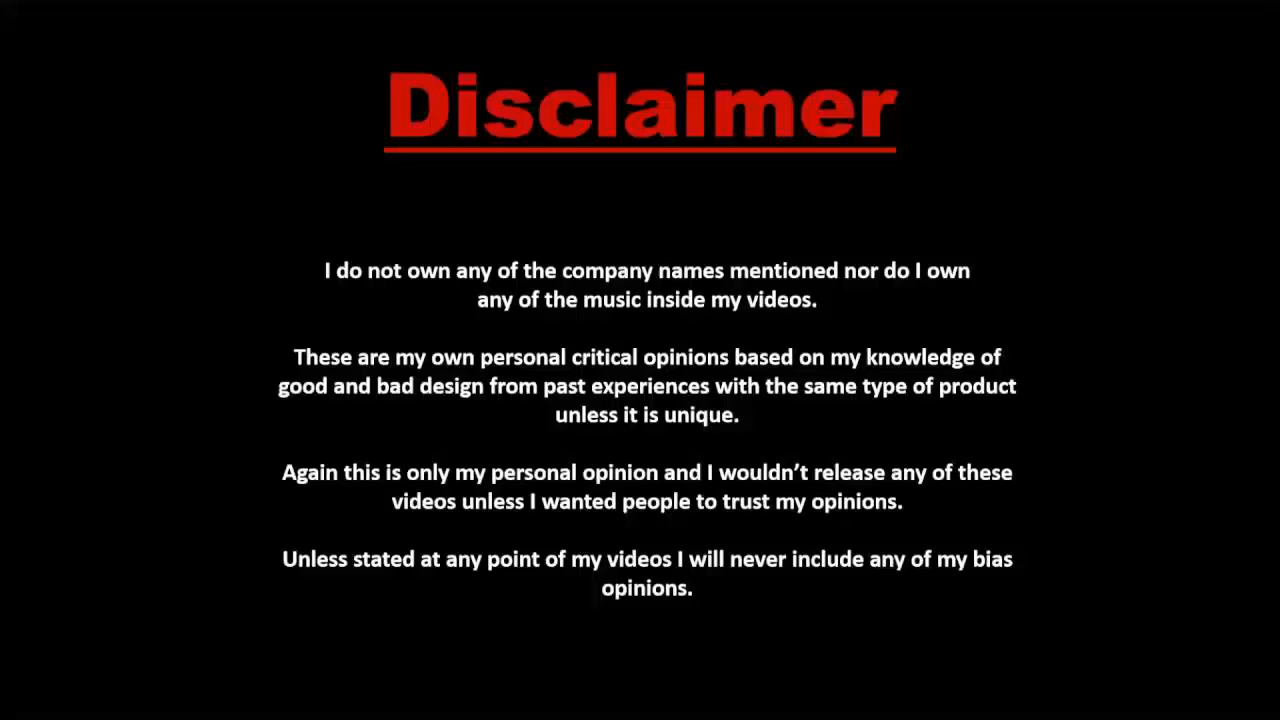 Disclaimer
I do not own any of the company names mentioned nor do I own
any of the music inside my videos.
These are my own personal critical opinions based on my knowledge of
good and bad design from past experiences with the same type of product
unless it is unique.
Again this is only my personal opinion and I wouldn’t release any of these
videos unless I wanted people to trust my opinions.
Unless stated at any point of my videos I will never include any of my bias
opinions.